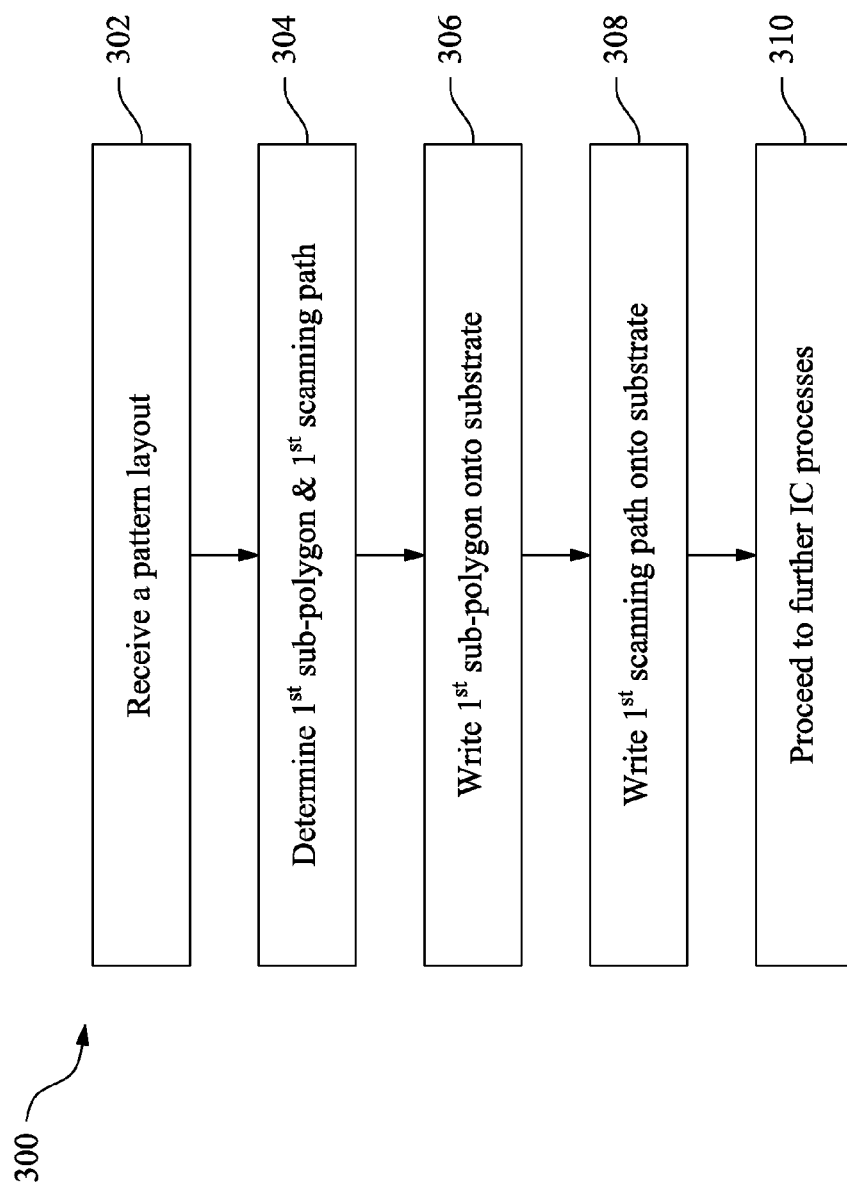 300
Receive a pattern layout
302
Determine 1st sub-polygon & 1st scanning path
304
Write 1st sub-polygon onto substrate
306
Write 1st scanning path onto substrate
308
Proceed to further IC processes
310